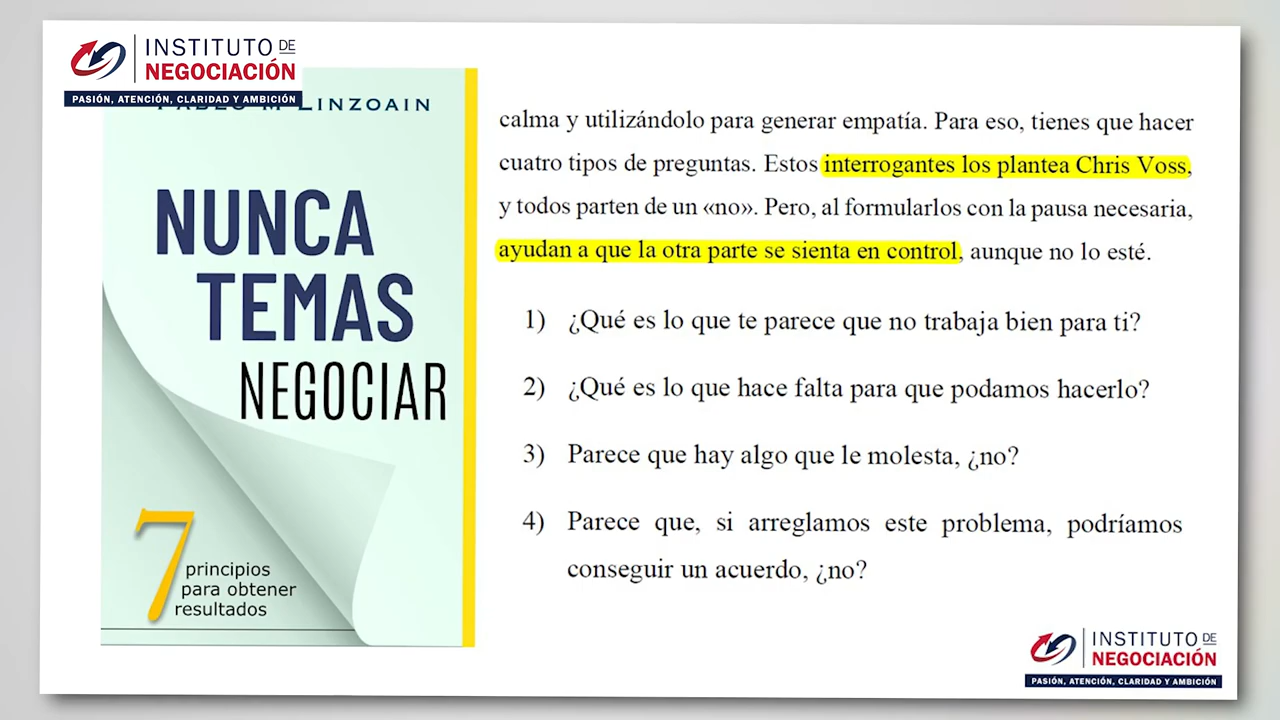 INSTITUTO DE
NEGOCIACIÓN
PASIÓN, ATENCIÓN, CLARIDAD Y AMBICIÓN
LINZOAIN
NUNCA
TEMAS
NEGOCIAR
7 principios
para obtener
resultados
calma y utilizándolo para generar empatía. Para eso, tienes que hacer
cuatro tipos de preguntas. Estos interrogantes los plantea Chris Voss,
y todos parten de un «no». Pero, al formularlos con la pausa necesaria,
ayudan a que la otra parte se sienta en control, aunque no lo esté.
1) ¿Qué es lo que te parece que no trabaja bien para ti?
2) ¿Qué es lo que hace falta para que podamos hacerlo?
3) Parece que hay algo que le molesta, ¿no?
4) Parece que, si arreglamos este problema, podríamos
conseguir un acuerdo, ¿no?
INSTITUTO DE
NEGOCIACIÓN
PASIÓN, ATENCIÓN, CLARIDAD Y AMBICIÓN